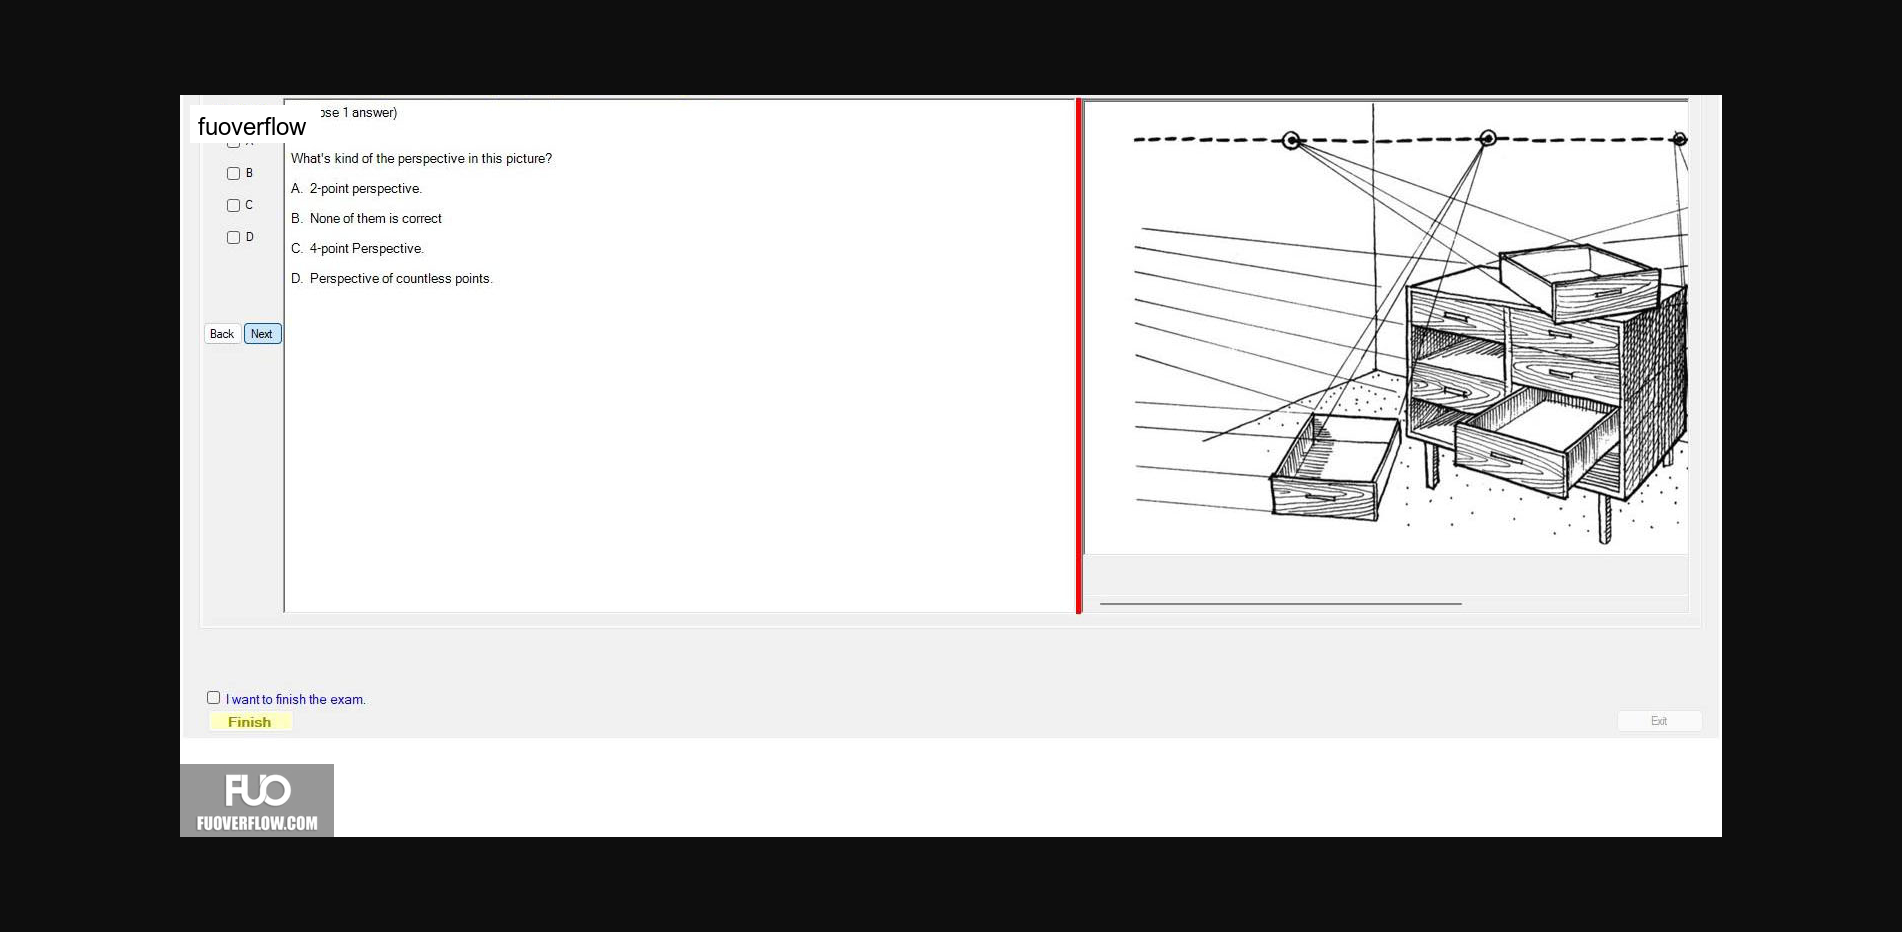 ose 1 answer)
fuoverflow
What's kind of the perspective in this picture?
B
A. 2-point perspective.
C
B. None of them is correct
D
C. 4-point Perspective.
D. Perspective of countless points.
Back Next
I want to finish the exam.
Finish
Exit
FUO
FUOVERFLOW.COM